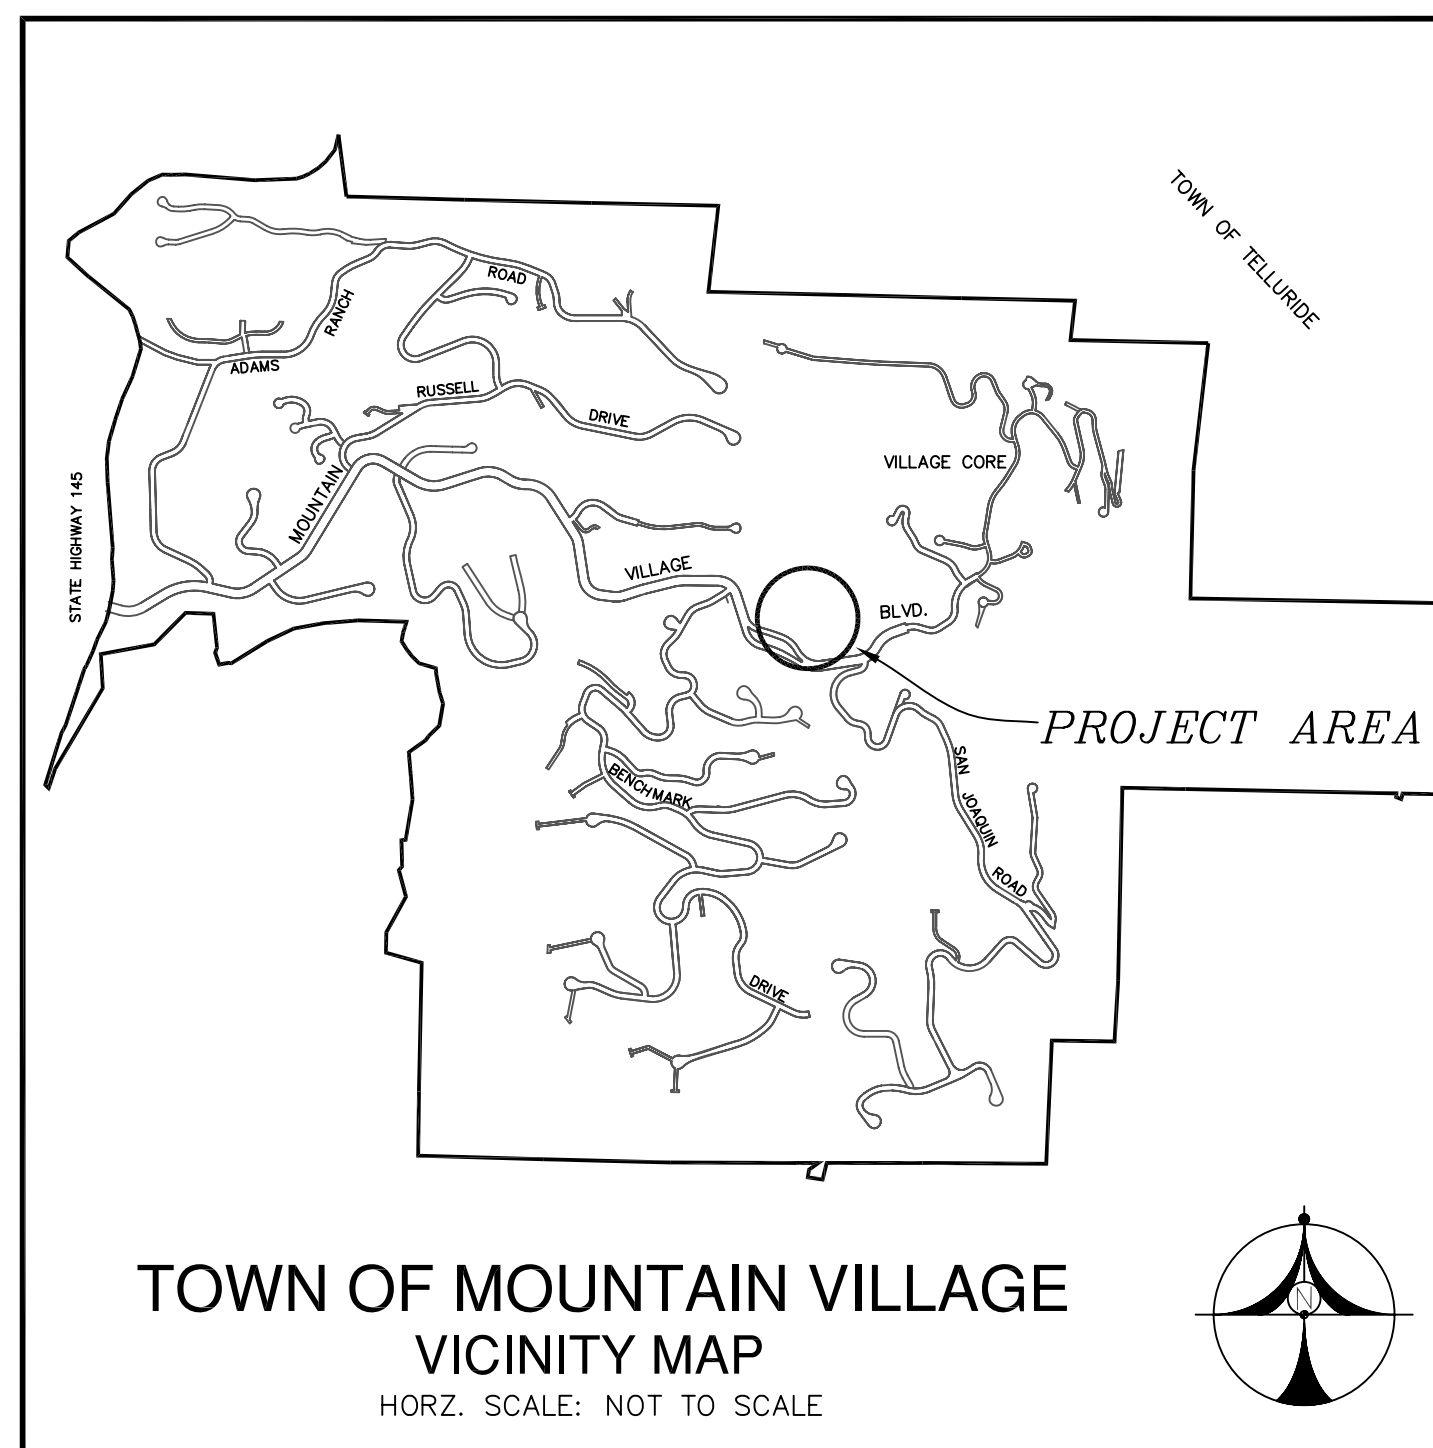 TOWN OF TELLURIDE
ROAD
RANCH
ADAMS
RUSSELL
DRIVE
VILLAGE CORE
MOUNTAIN
STATE HIGHWAY 145
VILLAGE
BLVD.
PROJECT AREA
SAN
JOAQUIN
ROAD
BENCHMARK
DRIVE
TOWN OF MOUNTAIN VILLAGE
VICINITY MAP
HORZ. SCALE: NOT TO SCALE
N